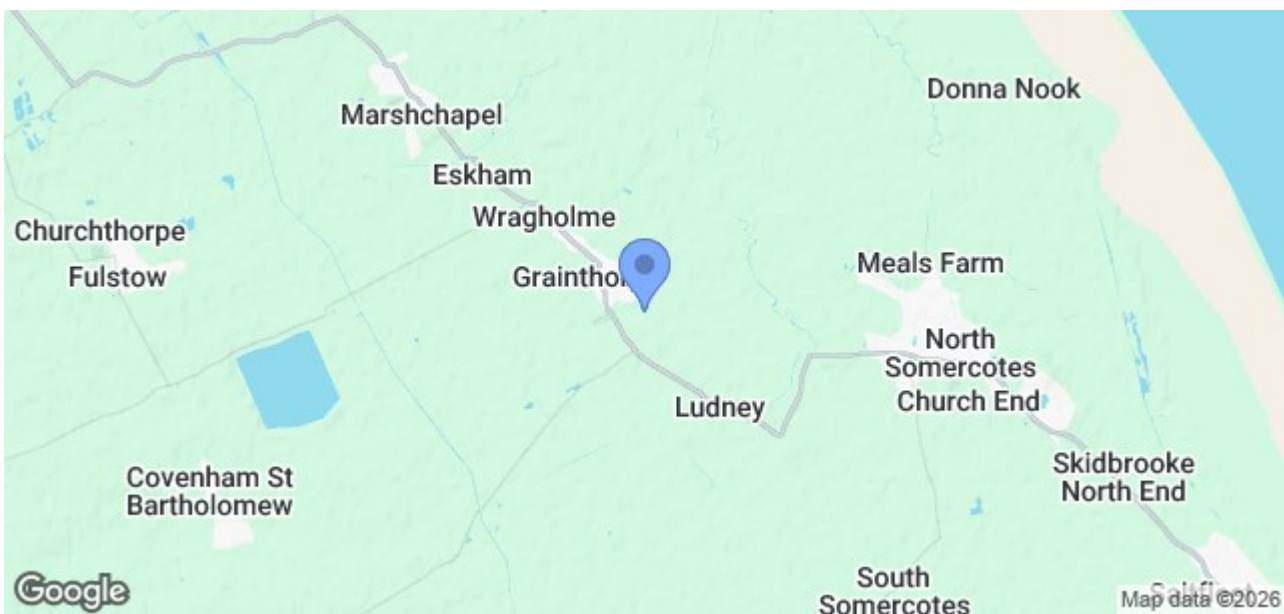 Donna Nook
Marshchapel
Eskham
Wragholme
Churchthorpe
Fulstow
Meals Farm
North
Somercotes
Church End
Ludney
Covenham St
Bartholomew
Skidbrooke
North End
South
Somercotes
Google
Map data ©2026